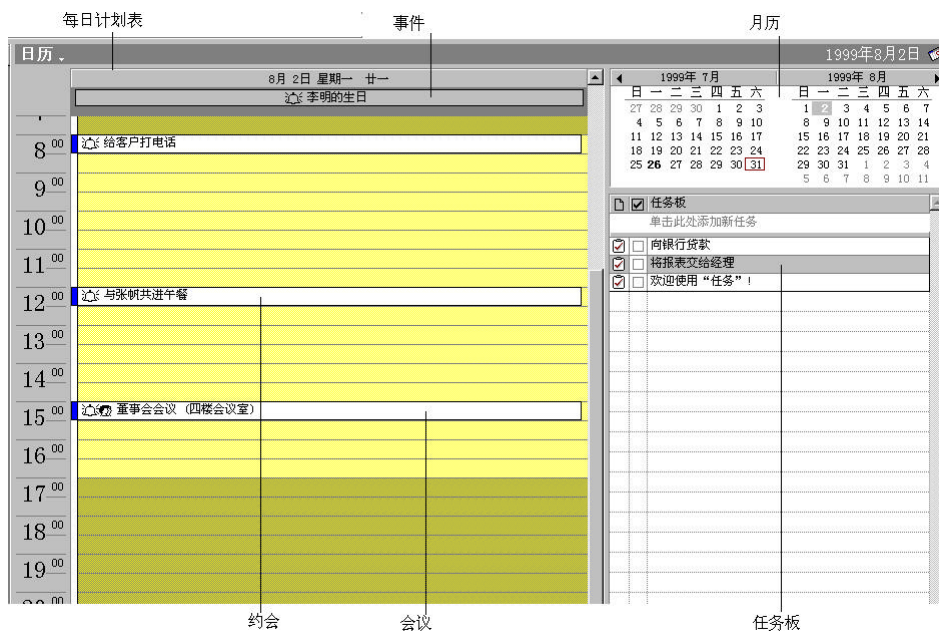 每日计划表
事件
月历
日历
1999年8月2日
8月 2日 星期一 廿一
李明的生日
8 00
给客户打电话
9 00
10 00
11 00
12 00
与张帆共进午餐
13 00
14 00
15 00
董事会会议 (四楼会议室)
16 00
17 00
18 00
19 00
20 00
1999年 7月
日 一 二 三 四 五 六
27 28 29 30 1 2 3
4 5 6 7 8 9 10
11 12 13 14 15 16 17
18 19 20 21 22 23 24
25 26 27 28 29 30 31
1999年 8月
日 一 二 三 四 五 六
1 2 3 4 5 6 7
8 9 10 11 12 13 14
15 16 17 18 19 20 21
22 23 24 25 26 27 28
29 30 31 1 2 3 4
5 6 7 8 9 10 11
任务板
单击此处添加新任务
向银行贷款
将报表交给经理
欢迎使用“任务”!
约会
会议
任务板